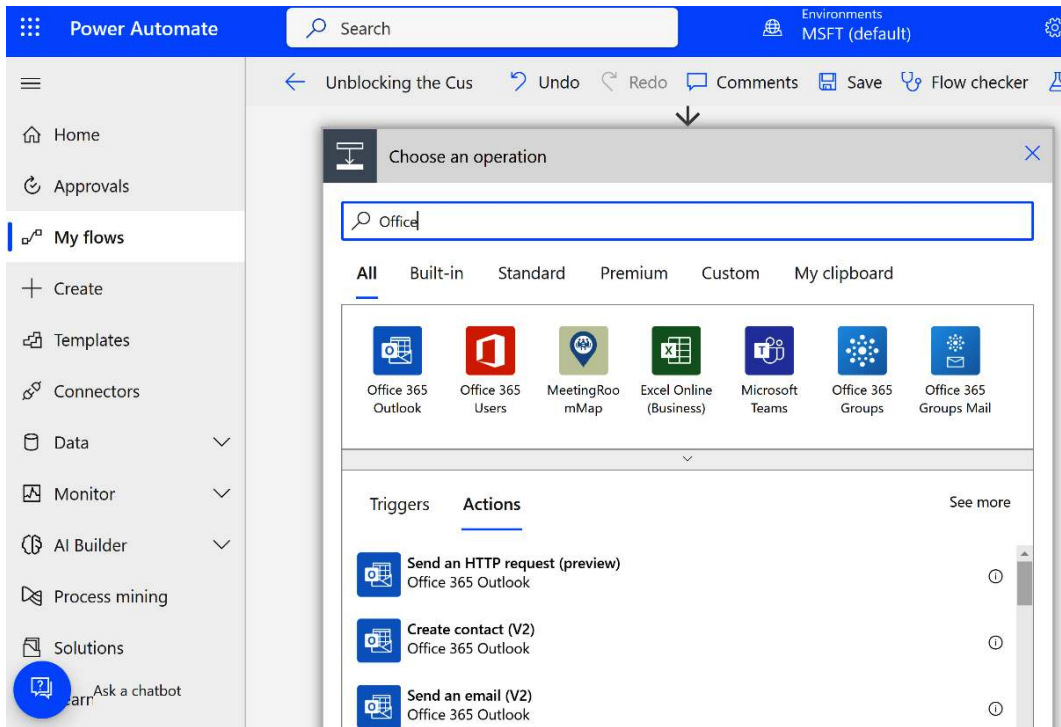 Power Automate
Search
Environments
MSFT (default)
Unblocking the Cus
Undo
Redo
Comments
Save
Flow checker
Home
Approvals
My flows
Create
Templates
Connectors
Data
Monitor
AI Builder
Process mining
Solutions
Ask a chatbot
Choose an operation
Office
All
Built-in
Standard
Premium
Custom
My clipboard
Office 365
Outlook
Office 365
Users
MeetingRoo
mMap
Excel Online
(Business)
Microsoft
Teams
Office 365
Groups
Office 365
Groups Mail
Triggers
Actions
See more
Send an HTTP request (preview)
Office 365 Outlook
Create contact (V2)
Office 365 Outlook
Send an email (V2)
Office 365 Outlook